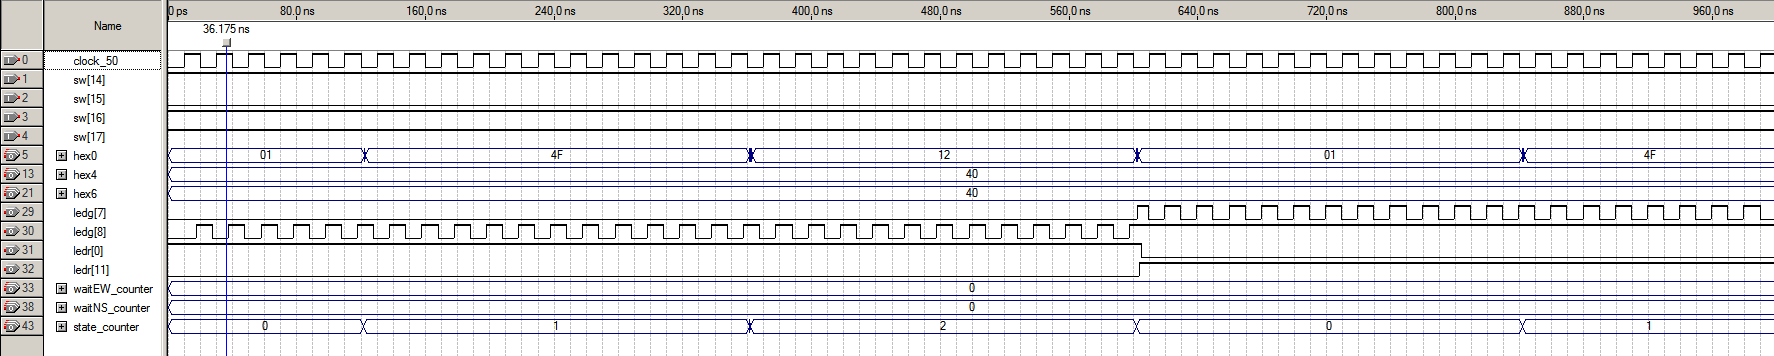 0 ps 80.0 ns 160.0 ns 240.0 ns 320.0 ns 400.0 ns 480.0 ns 560.0 ns 640.0 ns 720.0 ns 800.0 ns 880.0 ns 960.0 ns
Name
36.175 ns
0 clock_50
1 sw[14]
2 sw[15]
3 sw[16]
4 sw[17]
5 hex0 01 4F 12 01 4F
13 hex4 40
21 hex6 40
29 ledg[7]
30 ledg[8]
31 ledr[0]
32 ledr[11]
33 waitEW_counter 0
38 waitNS_counter 0
43 state_counter 0 1 2 0 1